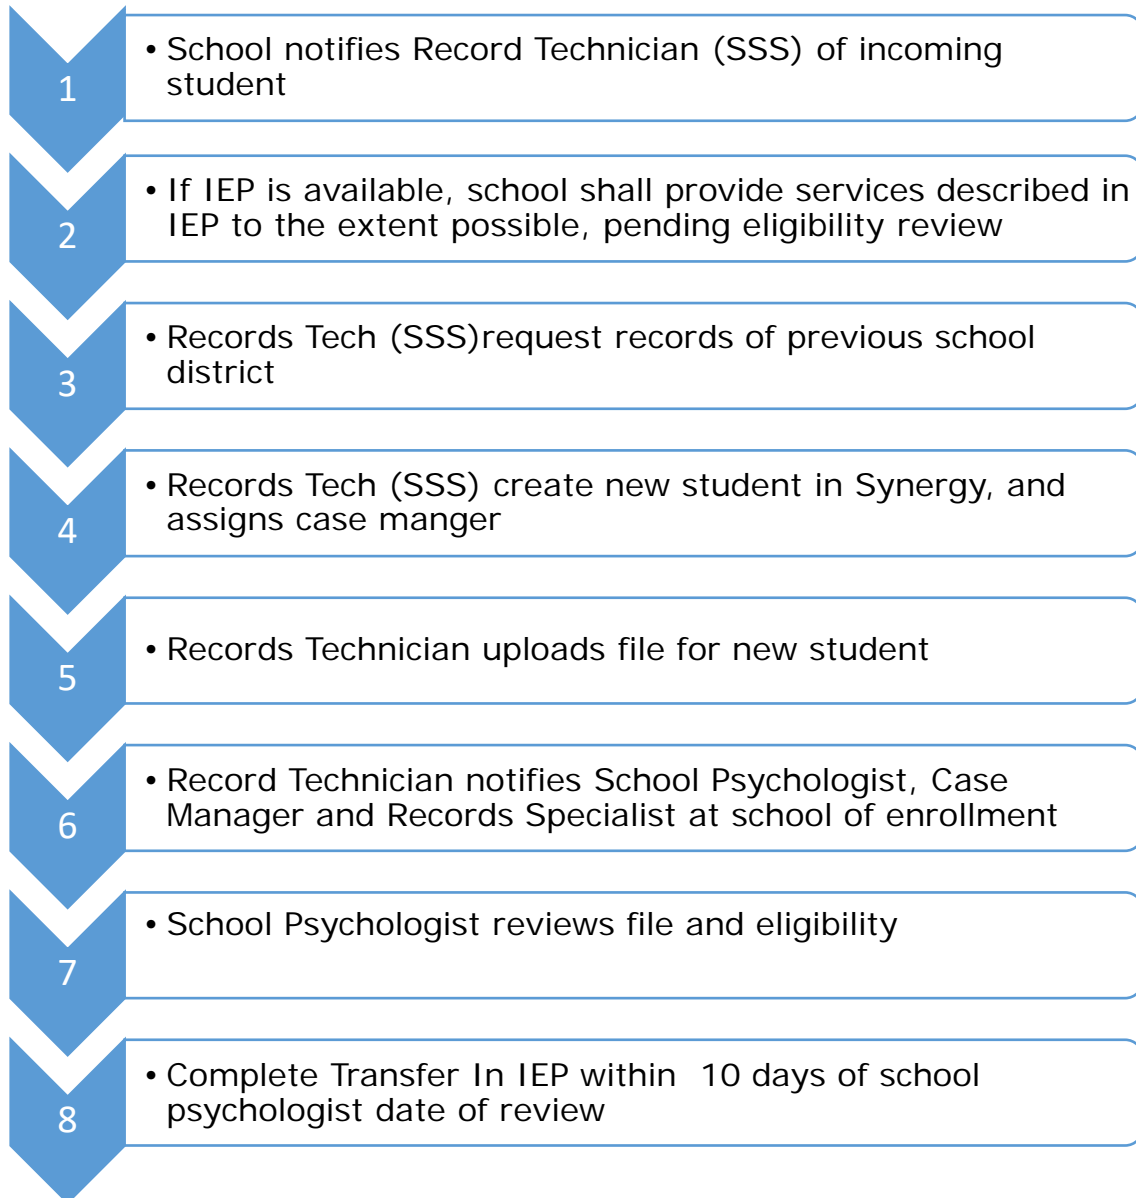 1
• School notifies Record Technician (SSS) of incoming
student
2
• If IEP is available, school shall provide services described in
IEP to the extent possible, pending eligibility review
3
• Records Tech (SSS)request records of previous school
district
4
• Records Tech (SSS) create new student in Synergy, and
assigns case manger
5
• Records Technician uploads file for new student
6
• Record Technician notifies School Psychologist, Case
Manager and Records Specialist at school of enrollment
7
• School Psychologist reviews file and eligibility
8
• Complete Transfer In IEP within  10 days of school
psychologist date of review